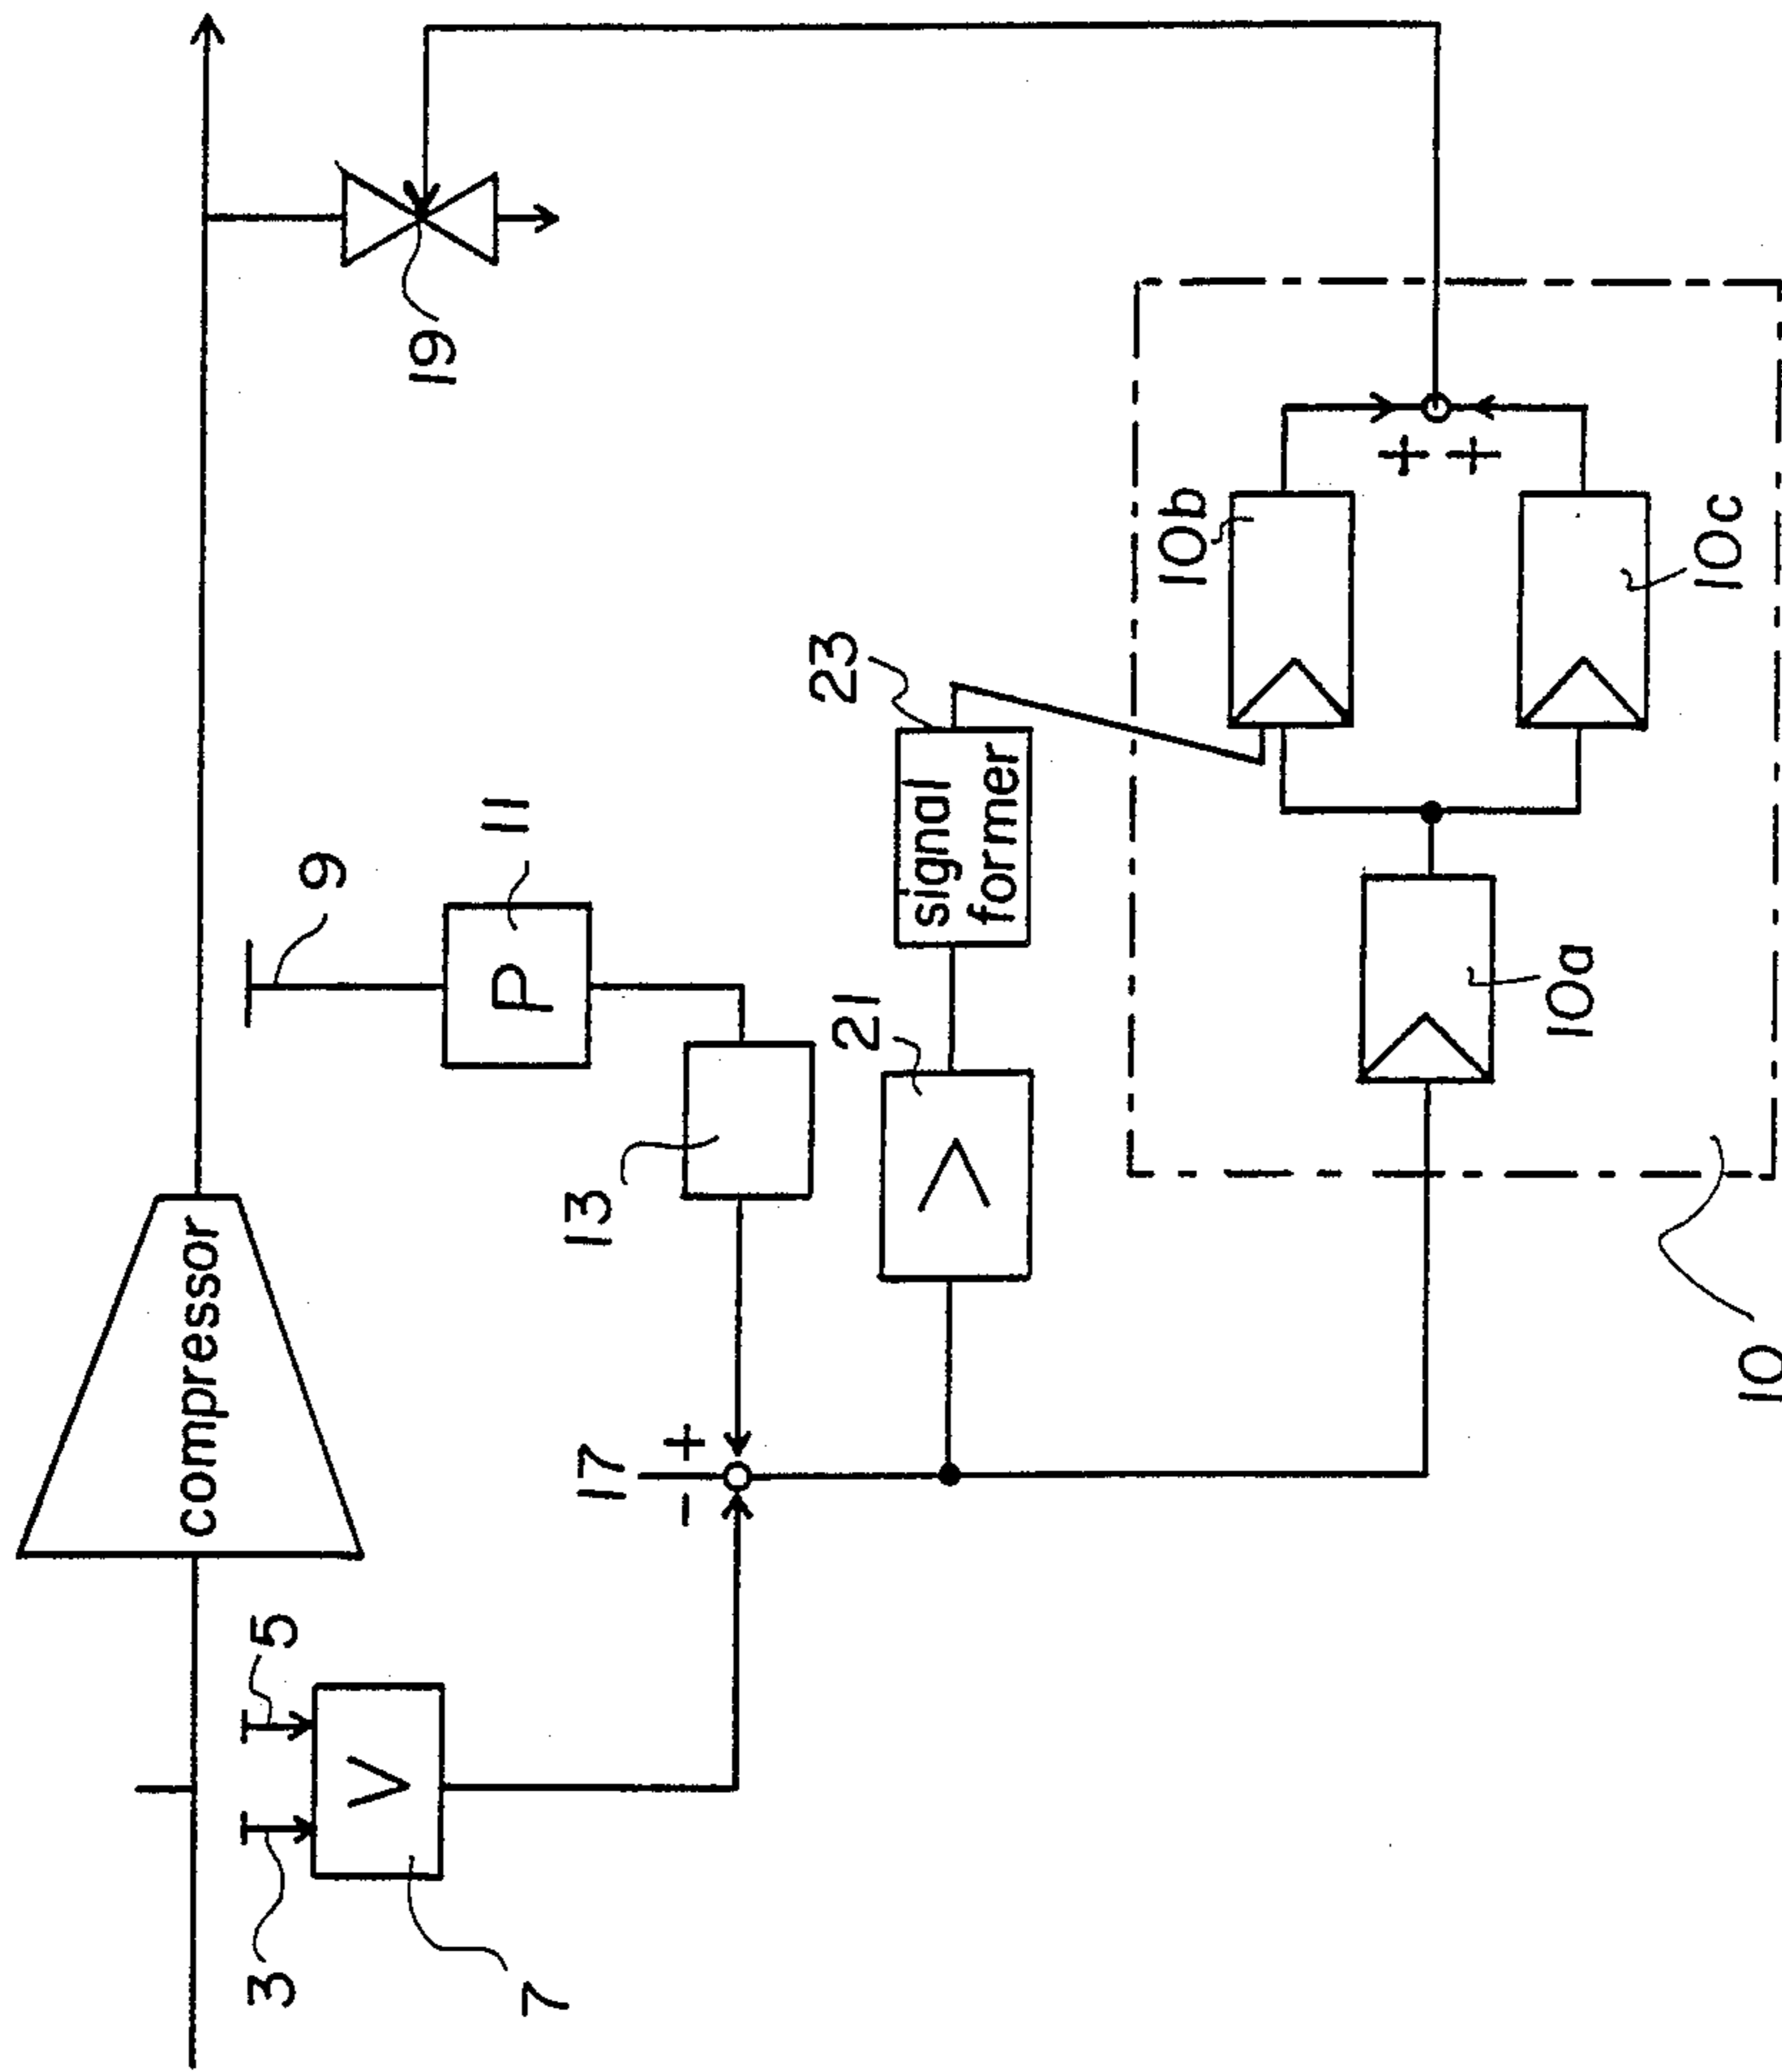 compressor
3
5
9
V
19
P
11
7
13
17
- +
23
21
>
signal
former
10b
+
+
10a
10c
10